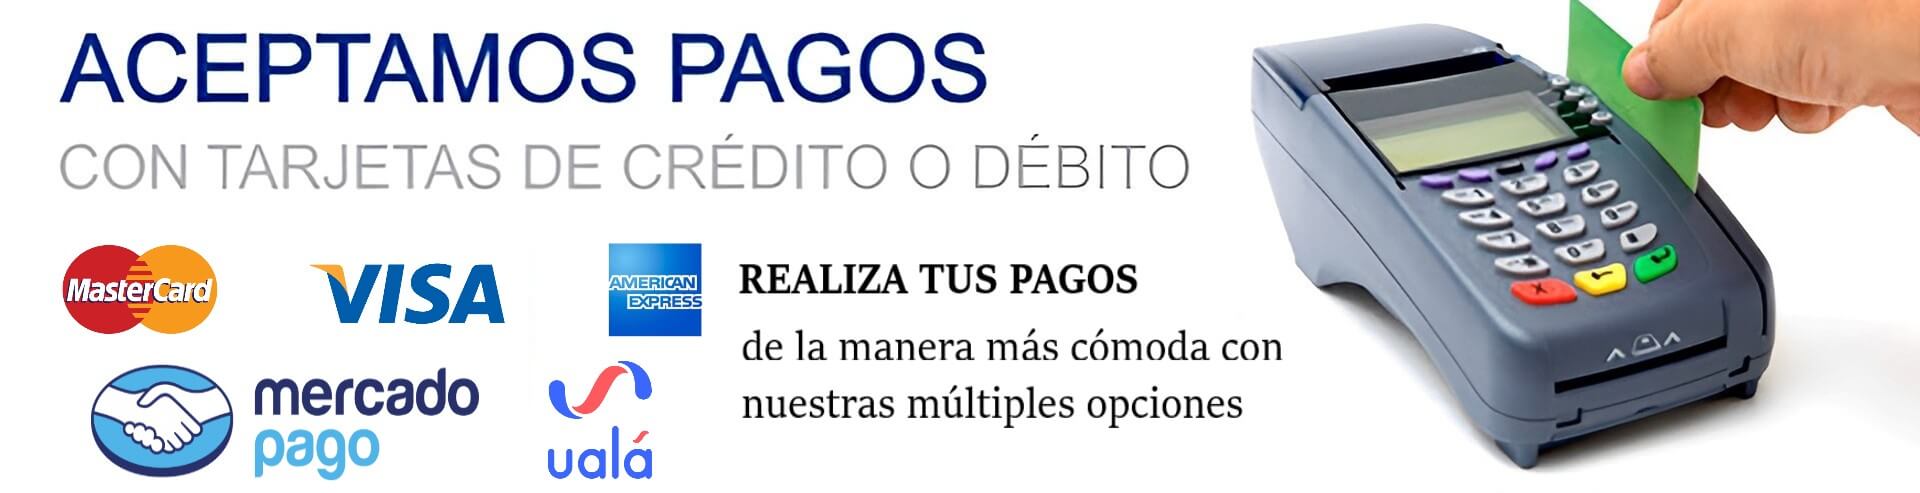 ACEPTAMOS PAGOS
CON TARJETAS DE CRÉDITO O DÉBITO
MasterCard
VISA
AMERICAN
EXPRESS
REALIZA TUS PAGOS
de la manera más cómoda con
nuestras múltiples opciones
mercado
pago
ualá